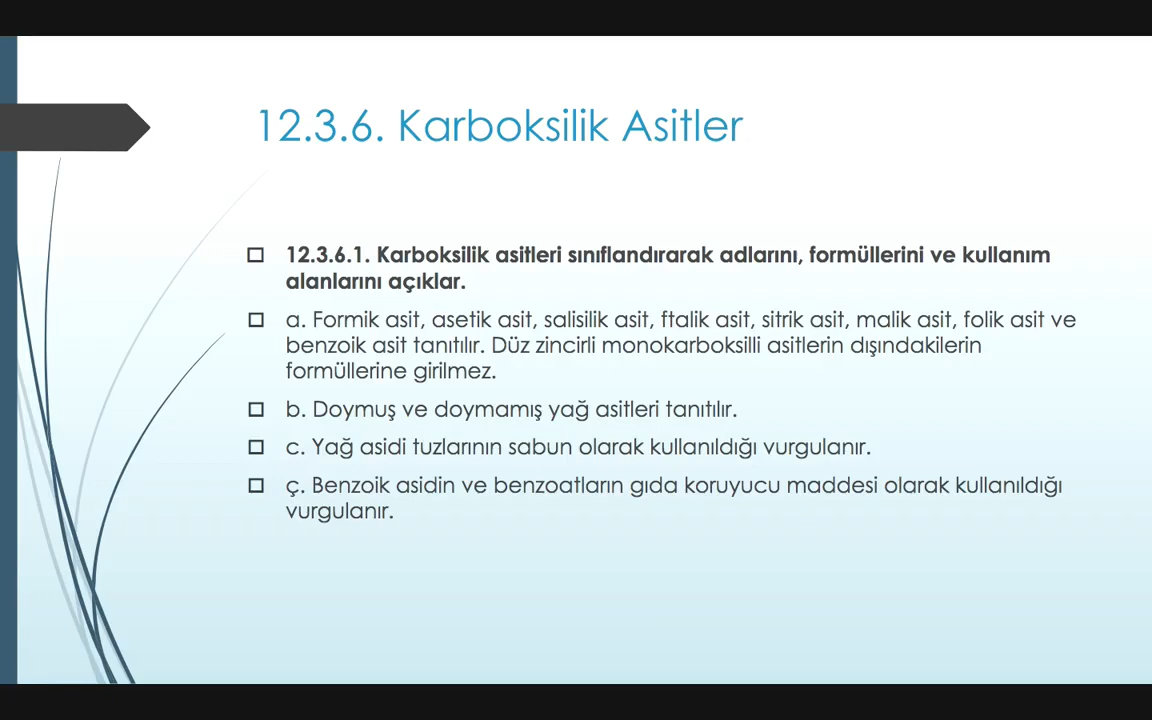 12.3.6. Karboksilik Asitler
12.3.6.1. Karboksilik asitleri sınıflandırarak adlarını, formüllerini ve kullanım
alanlarını açıklar.
a. Formik asit, asetik asit, salisilik asit, ftalik asit, sitrik asit, malik asit, folik asit ve
benzoik asit tanıtılır. Düz zincirli monokarboksilli asitlerin dışındakilerin
formüllerine girilmez.
b. Doymuş ve doymamış yağ asitleri tanıtılır.
c. Yağ asidi tuzlarının sabun olarak kullanıldığı vurgulanır.
ç. Benzoik asidin ve benzoatların gıda koruyucu maddesi olarak kullanıldığı
vurgulanır.